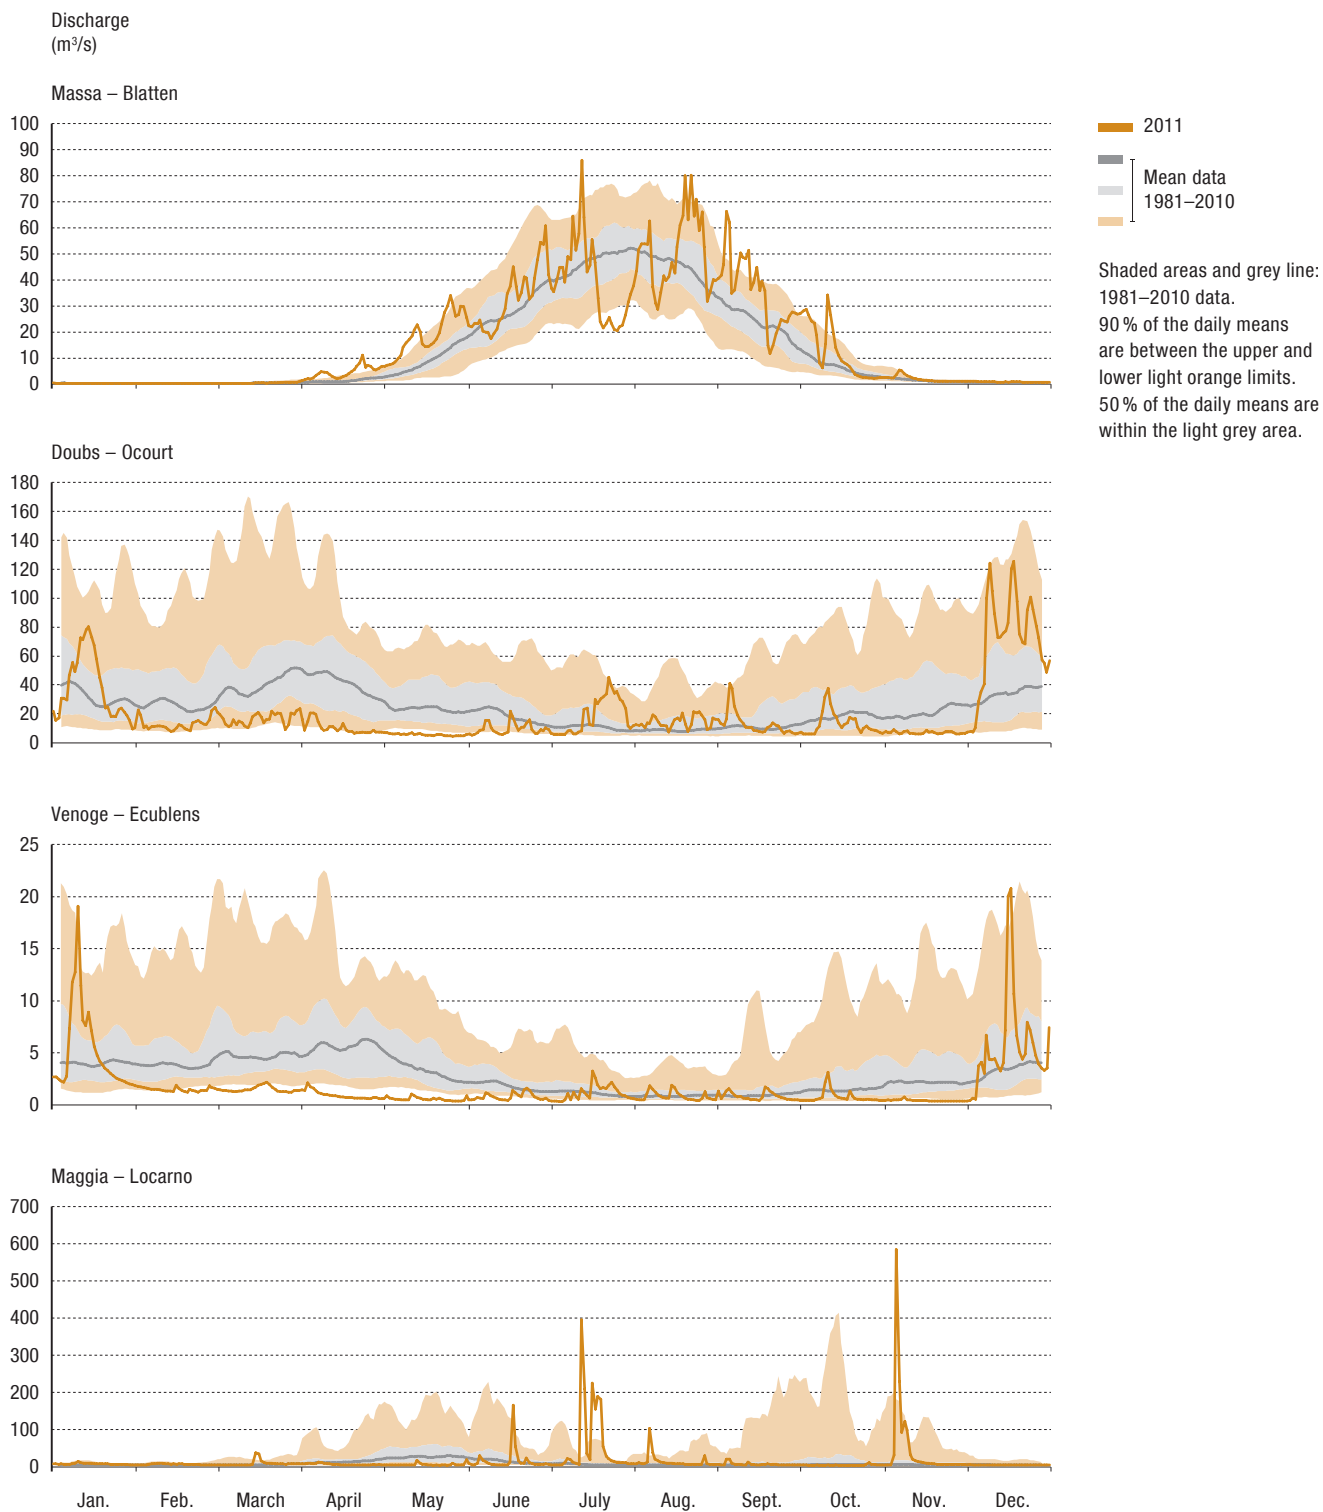 Discharge
(m³/s)
Massa – Blatten
100
90
80
70
60
50
40
30
20
10
0
2011
Mean data
1981–2010
Shaded areas and grey line:
1981–2010 data.
90 % of the daily means
are between the upper and
lower light orange limits.
50 % of the daily means are
within the light grey area.
Doubs – Ocourt
180
160
140
120
100
80
60
40
20
0
Venoge – Ecublens
25
20
15
10
5
0
Maggia – Locarno
700
600
500
400
300
200
100
0
Jan. Feb. March April May June July Aug. Sept. Oct. Nov. Dec.